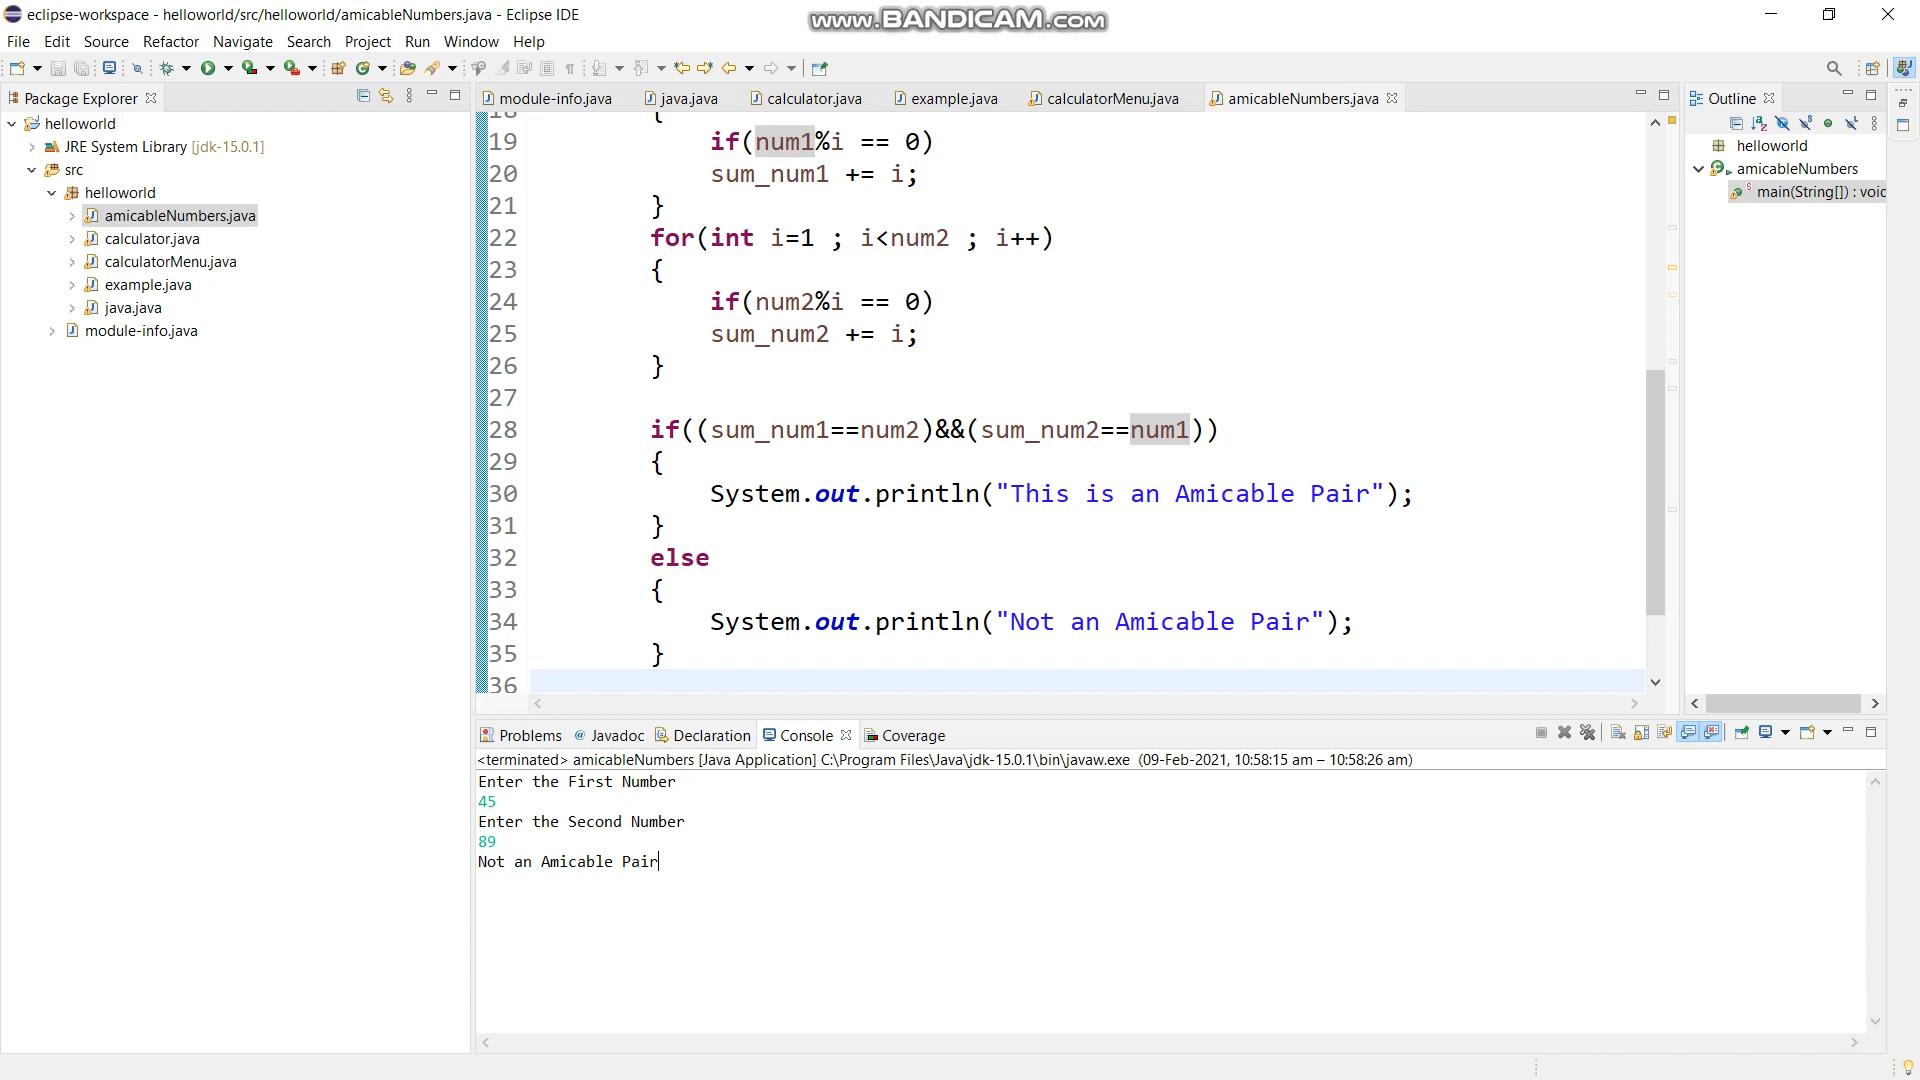 eclipse-workspace - helloworld/src/helloworld/amicableNumbers.java - Eclipse IDE
www.BANDICAM.com
File Edit Source Refactor Navigate Search Project Run Window Help
Package Explorer
helloworld
JRE System Library [jdk-15.0.1]
src
helloworld
amicableNumbers.java
calculator.java
calculatorMenu.java
example.java
java.java
module-info.java
module-info.java java.java calculator.java example.java calculatorMenu.java amicableNumbers.java
18 {
19 if(num1%i == 0)
20 sum_num1 += i;
21 }
22 for(int i=1 ; i<num2 ; i++)
23 {
24 if(num2%i == 0)
25 sum_num2 += i;
26 }
27
28 if((sum_num1==num2)&&(sum_num2==num1))
29 {
30 System.out.println("This is an Amicable Pair");
31 }
32 else
33 {
34 System.out.println("Not an Amicable Pair");
35 }
36
Outline
helloworld
amicableNumbers
main(String[]) : voic
Problems @ Javadoc Declaration Console Coverage
<terminated> amicableNumbers [Java Application] C:\Program Files\Java\jdk-15.0.1\bin\javaw.exe (09-Feb-2021, 10:58:15 am – 10:58:26 am)
Enter the First Number
45
Enter the Second Number
89
Not an Amicable Pair